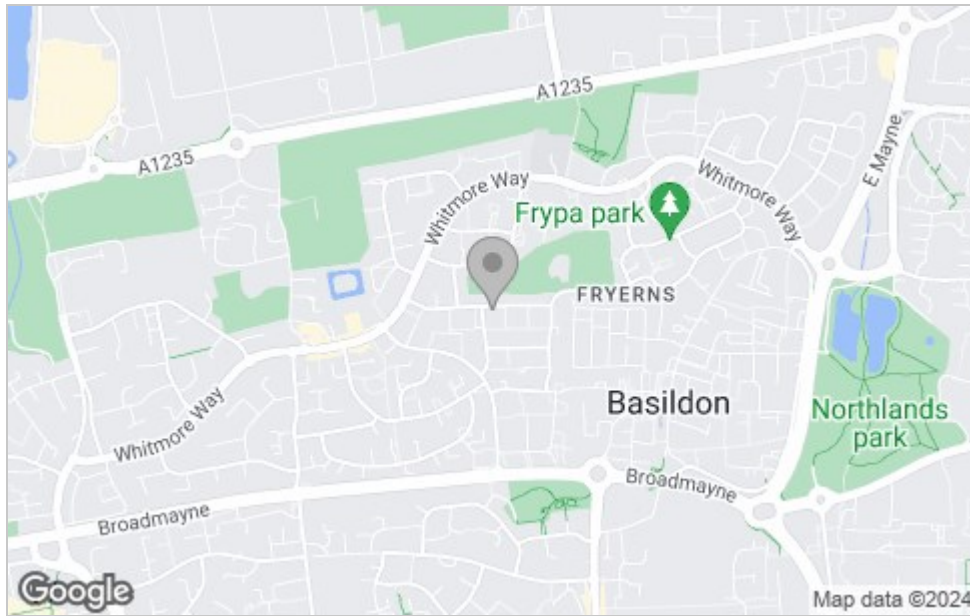 A1235
E Mayne
A1235
Whitmore Way
Whitmore Way
Frypa park
FRYERNS
Basildon
Northlands
park
Whitmore Way
Broadmayne
Broadmayne
Google
Map data ©2024